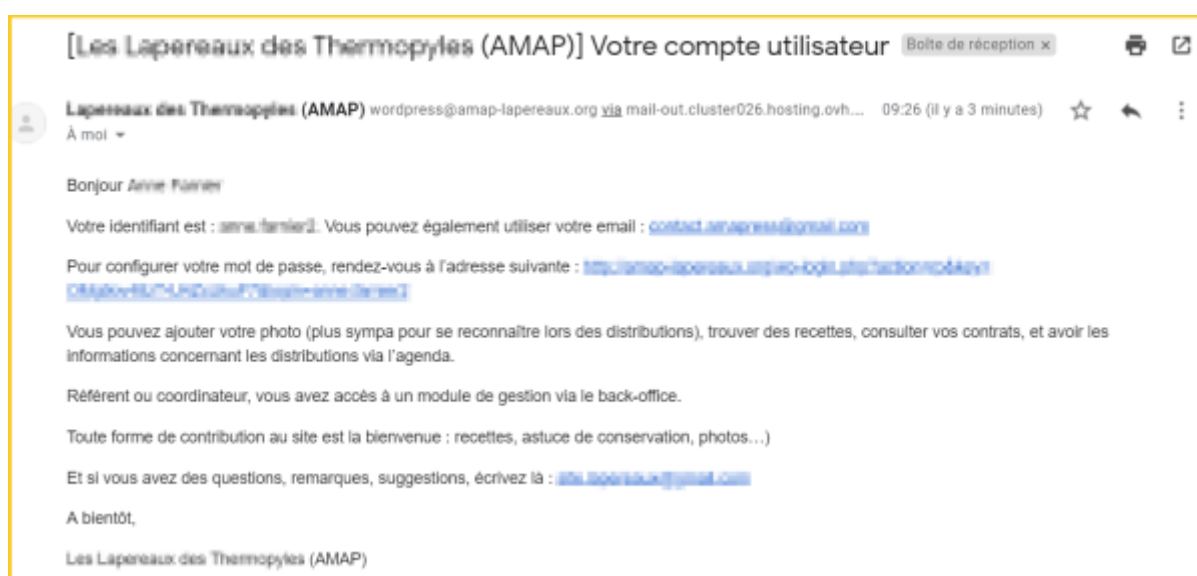 [Les Lapereaux des Thermopyles (AMAP)] Votre compte utilisateur Boîte de réception ×
Lapereaux des Thermopyles (AMAP) wordpress@amap-lapereaux.org via mail-out.cluster026.hosting.ovh.... 09:26 (il y a 3 minutes)
À moi
Bonjour
Votre identifiant est : Vous pouvez également utiliser votre email :
Pour configurer votre mot de passe, rendez-vous à l'adresse suivante :
Vous pouvez ajouter votre photo (plus sympa pour se reconnaître lors des distributions), trouver des recettes, consulter vos contrats, et avoir les
informations concernant les distributions via l'agenda.
Référent ou coordinateur, vous avez accès à un module de gestion via le back-office.
Toute forme de contribution au site est la bienvenue : recettes, astuce de conservation, photos…)
Et si vous avez des questions, remarques, suggestions, écrivez là :
A bientôt,
Les Lapereaux des Thermopyles (AMAP)